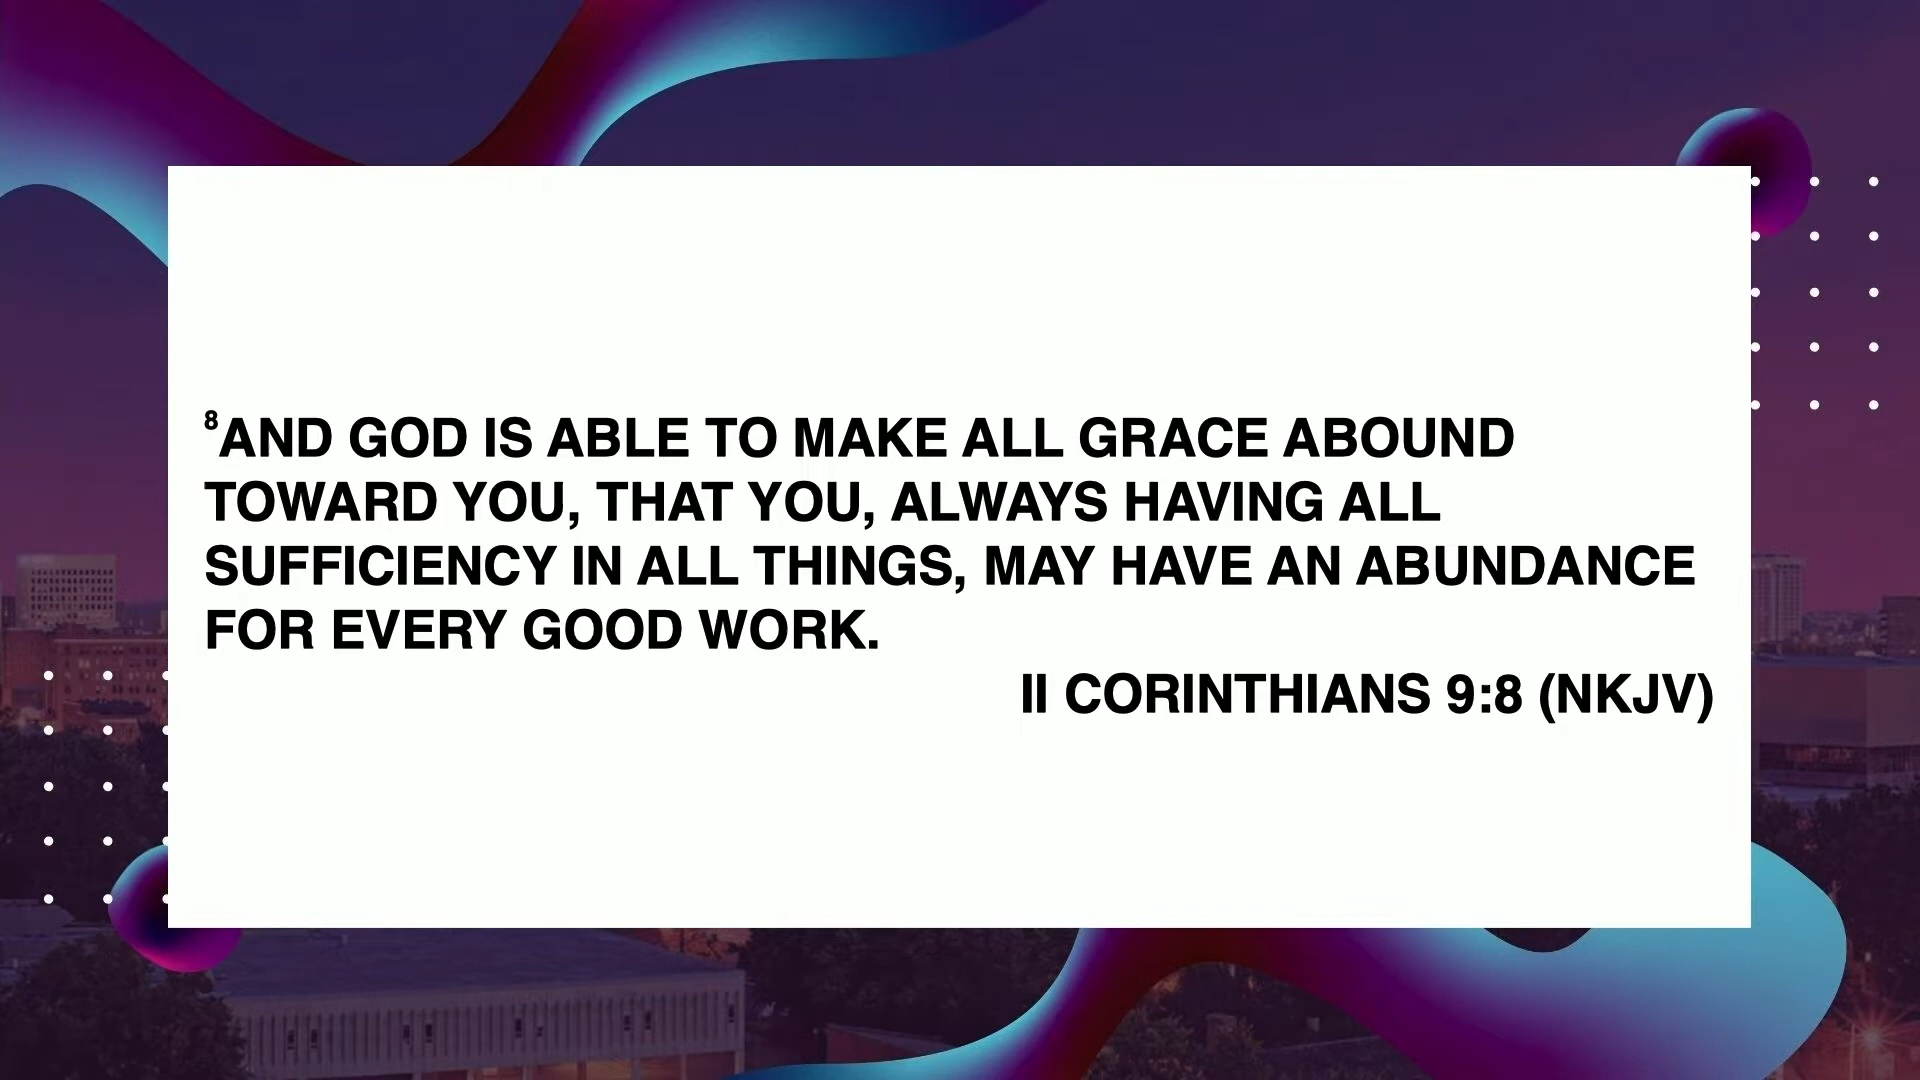 ⁸AND GOD IS ABLE TO MAKE ALL GRACE ABOUND
TOWARD YOU, THAT YOU, ALWAYS HAVING ALL
SUFFICIENCY IN ALL THINGS, MAY HAVE AN ABUNDANCE
FOR EVERY GOOD WORK.
II CORINTHIANS 9:8 (NKJV)